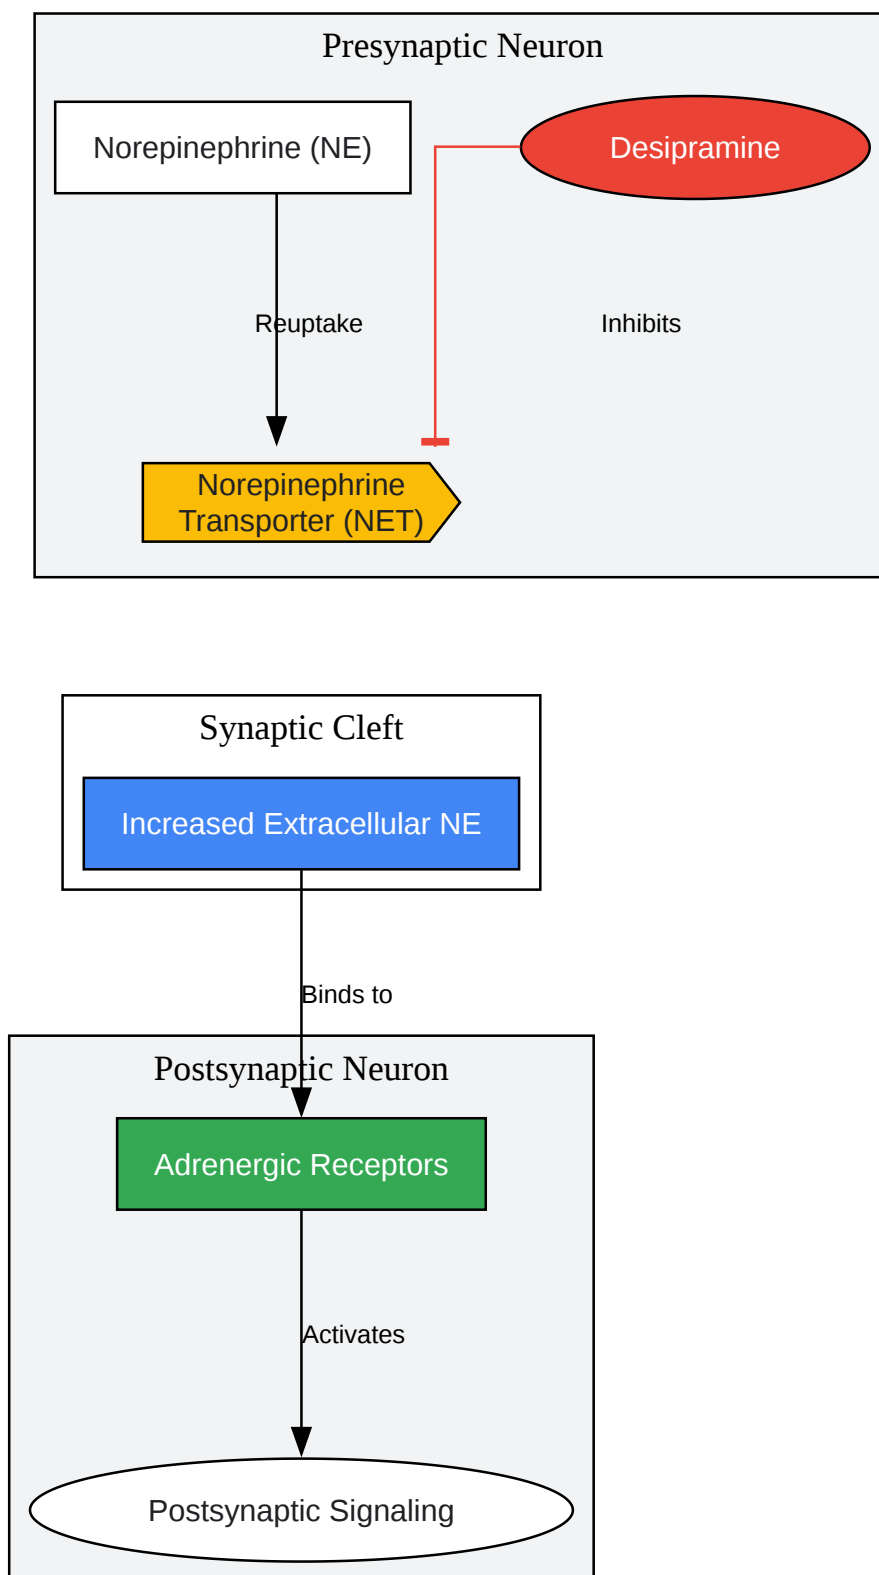 Presynaptic Neuron
Norepinephrine (NE)
Desipramine
Reuptake
Inhibits
Norepinephrine
Transporter (NET)
Synaptic Cleft
Increased Extracellular NE
Binds to
Postsynaptic Neuron
Adrenergic Receptors
Activates
Postsynaptic Signaling